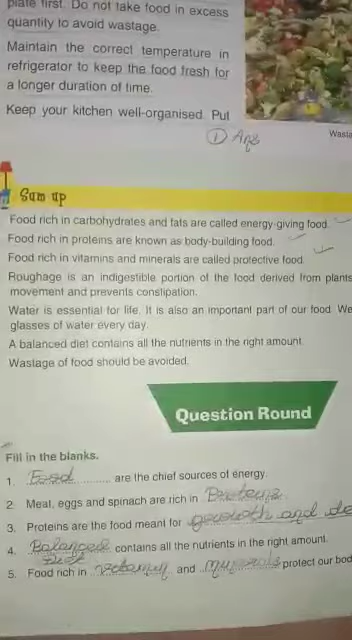 plate first. Do not take food in excess
quantity to avoid wastage.
Maintain the correct temperature in
refrigerator to keep the food fresh for
a longer duration of time.
Keep your kitchen well-organised. Put
① Ans
Wasta
Sum up
Food rich in carbohydrates and fats are called energy-giving food.
Food rich in proteins are known as body-building food.
Food rich in vitamins and minerals are called protective food.
Roughage is an indigestible portion of the food derived from plants
movement and prevents constipation.
Water is essential for life. It is also an important part of our food. We
glasses of water every day.
A balanced diet contains all the nutrients in the right amount.
Wastage of food should be avoided.
Question Round
Fill in the blanks.
1. Food are the chief sources of energy.
2. Meat, eggs and spinach are rich in Proteins.
3. Proteins are the food meant for growth and de
4. Balanced Diet contains all the nutrients in the right amount.
5. Food rich in and minerals protect our bod